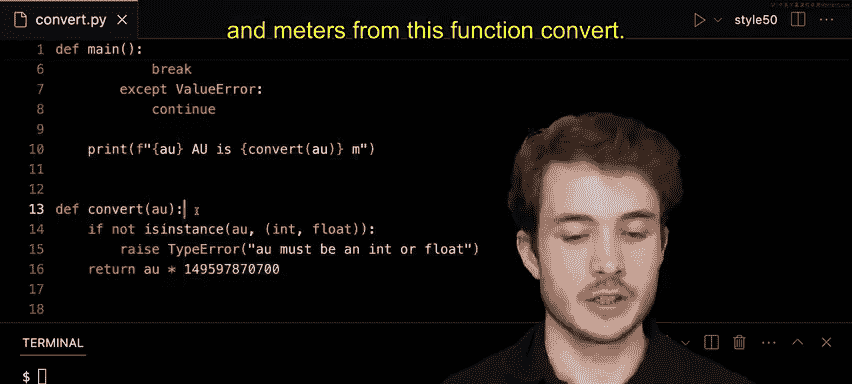 convert.py
style50
and meters from this function convert.
1 def main():
6 break
7 except ValueError:
8 continue
9
10 print(f"{au} AU is {convert(au)} m")
11
12
13 def convert(au):
14 if not isinstance(au, (int, float)):
15 raise TypeError("au must be an int or float")
16 return au * 149597870700
17
18
TERMINAL
$